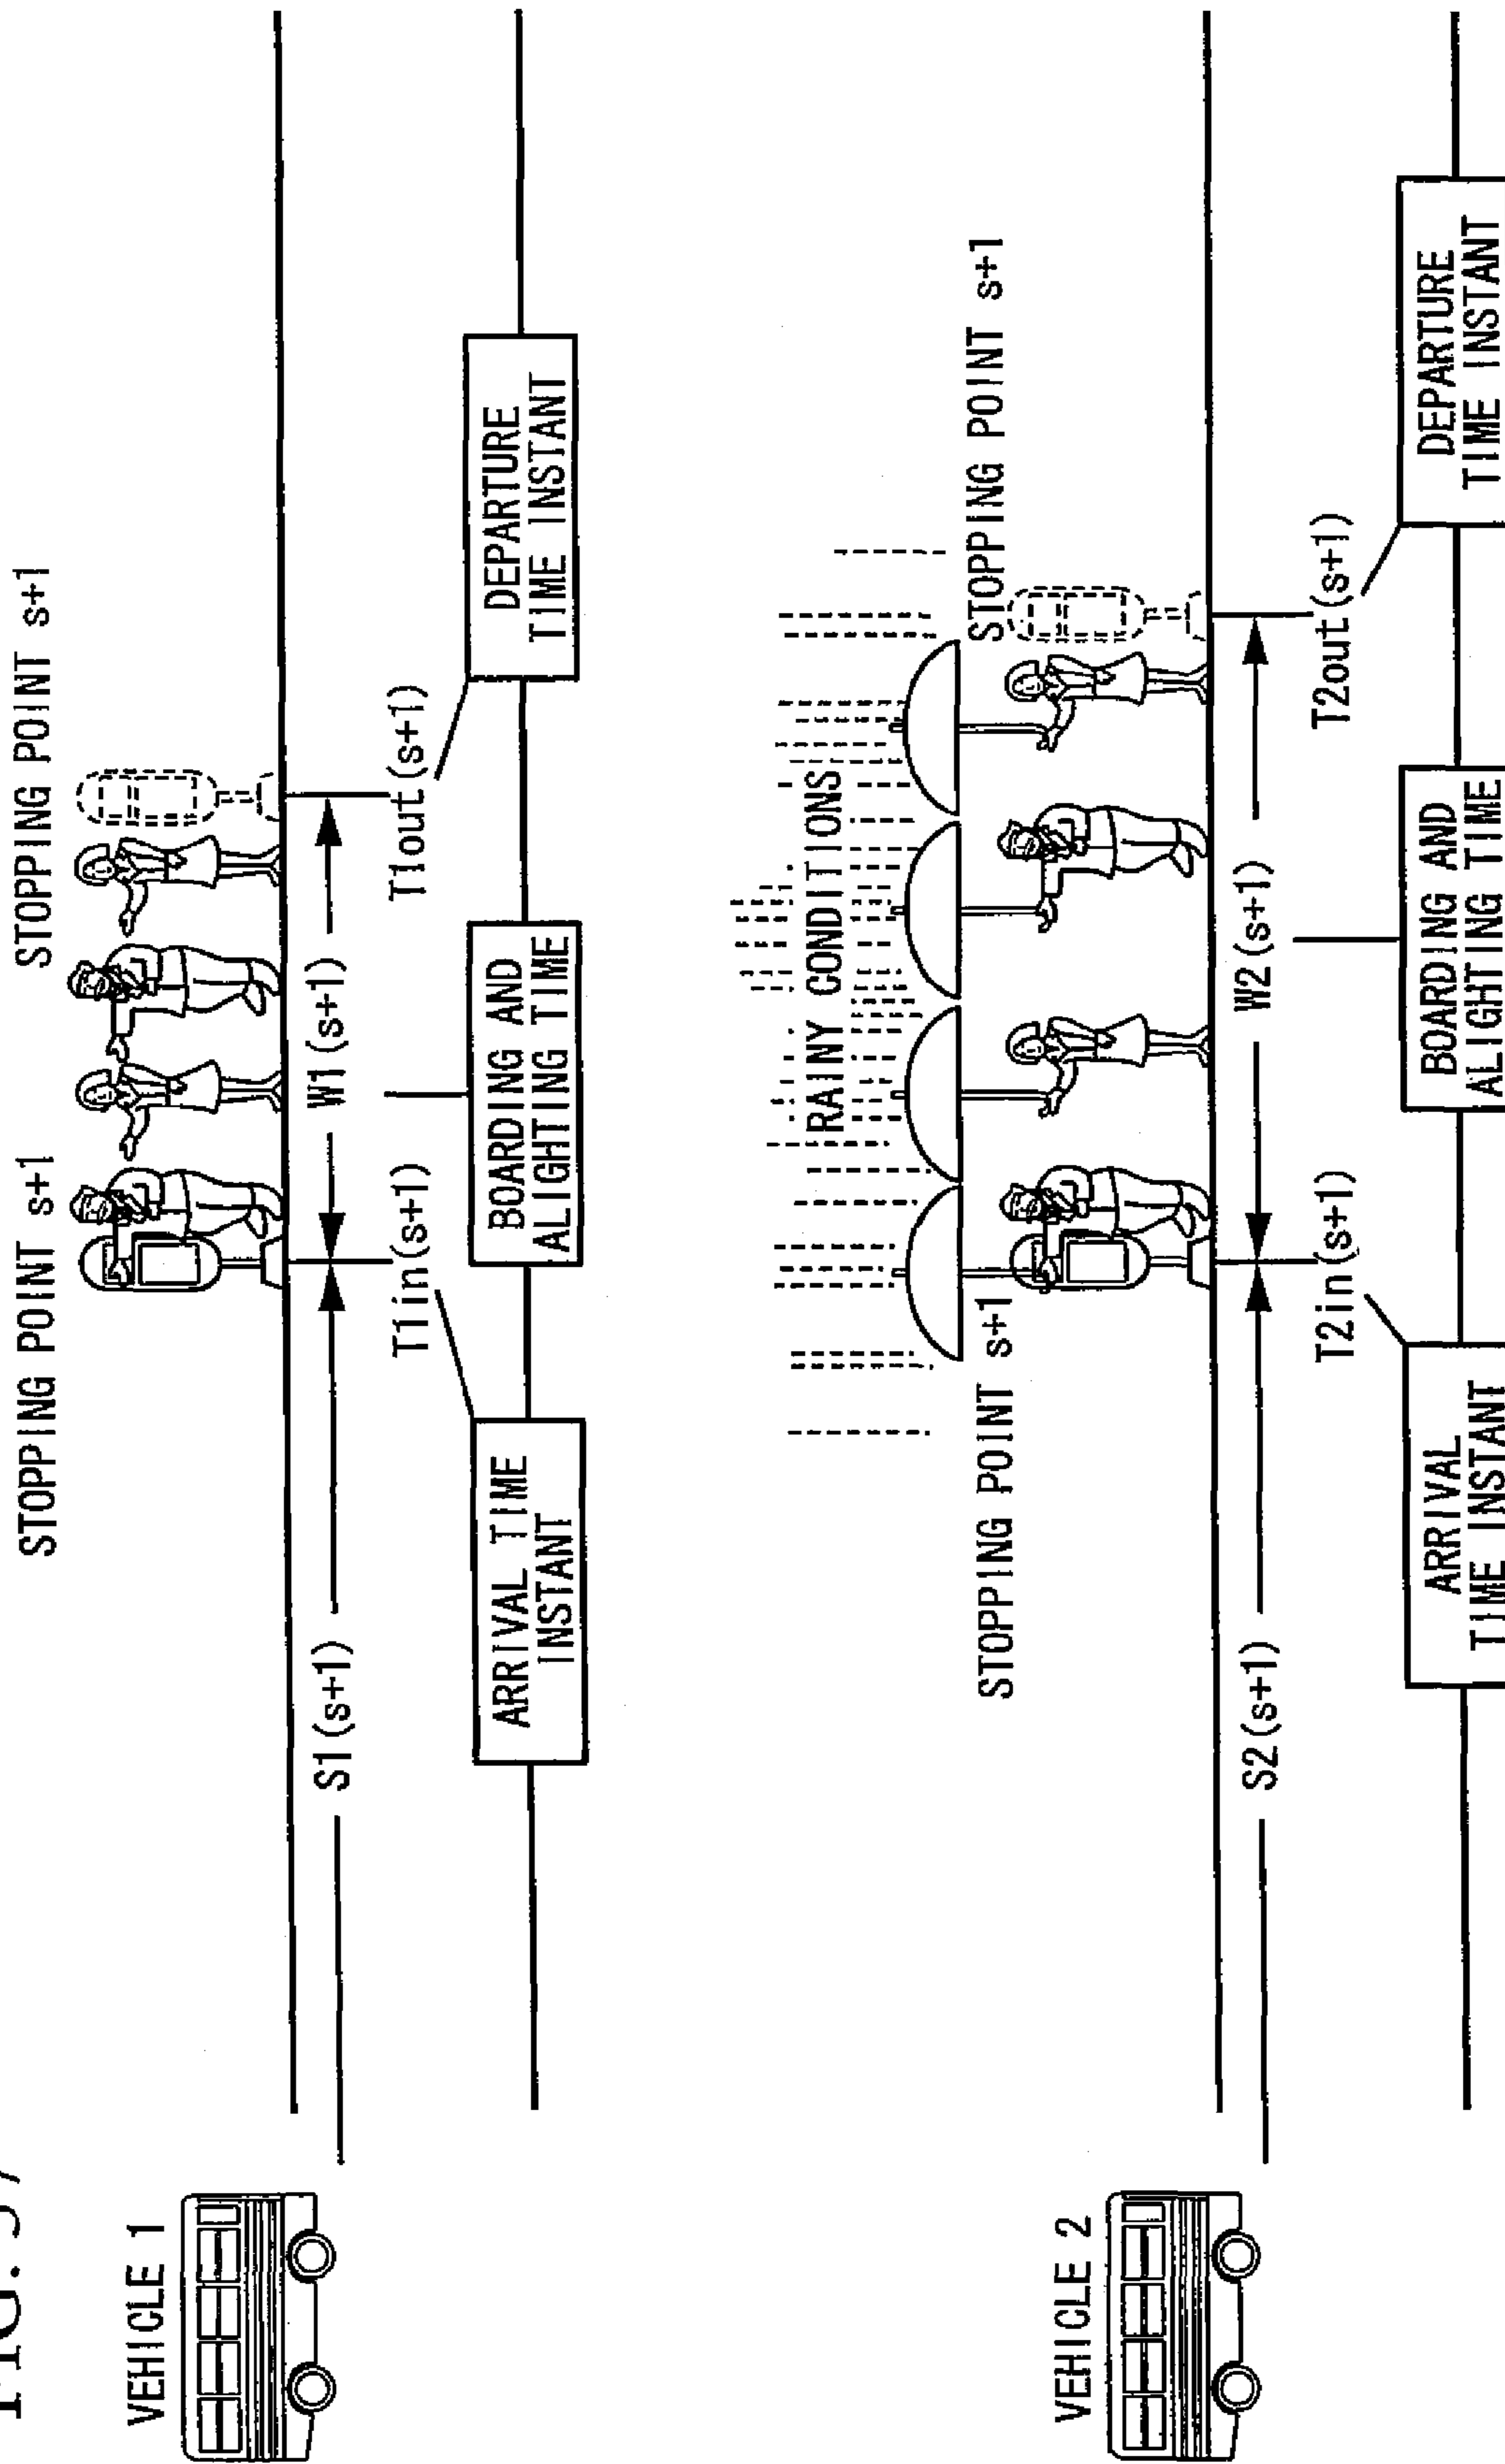 VEHICLE 1
STOPPING POINT s+1
STOPPING POINT s+1
S1(s+1)
W1(s+1)
T1in(s+1)
T1out(s+1)
ARRIVAL TIME
INSTANT
BOARDING AND
ALIGHTING TIME
DEPARTURE
TIME INSTANT
VEHICLE 2
RAINY CONDITIONS
STOPPING POINT s+1
STOPPING POINT s+1
S2(s+1)
W2(s+1)
T2in(s+1)
T2out(s+1)
ARRIVAL
TIME INSTANT
BOARDING AND
ALIGHTING TIME
DEPARTURE
TIME INSTANT